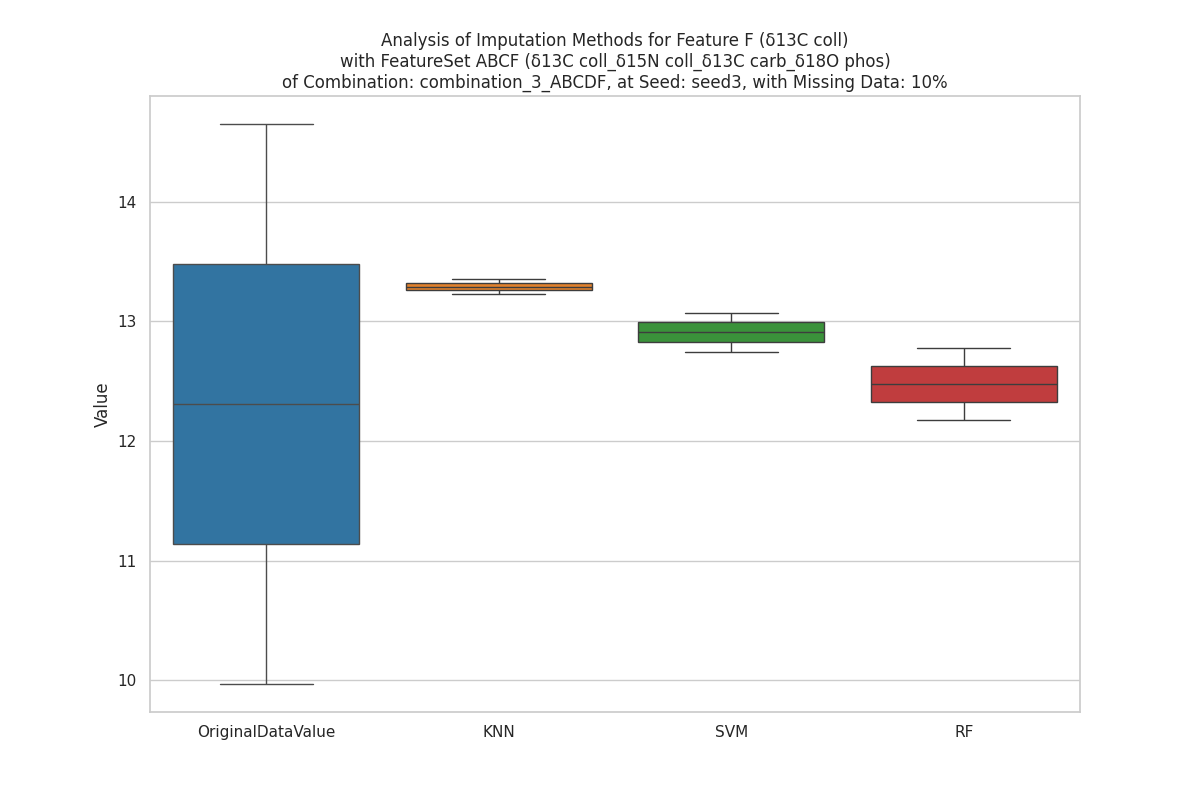 Analysis of Imputation Methods for Feature F (δ13C coll)
with FeatureSet ABCF (δ13C coll_δ15N coll_δ13C carb_δ18O phos)
of Combination: combination_3_ABCDF, at Seed: seed3, with Missing Data: 10%
14
13
12
11
10
Value
OriginalDataValue
KNN
SVM
RF